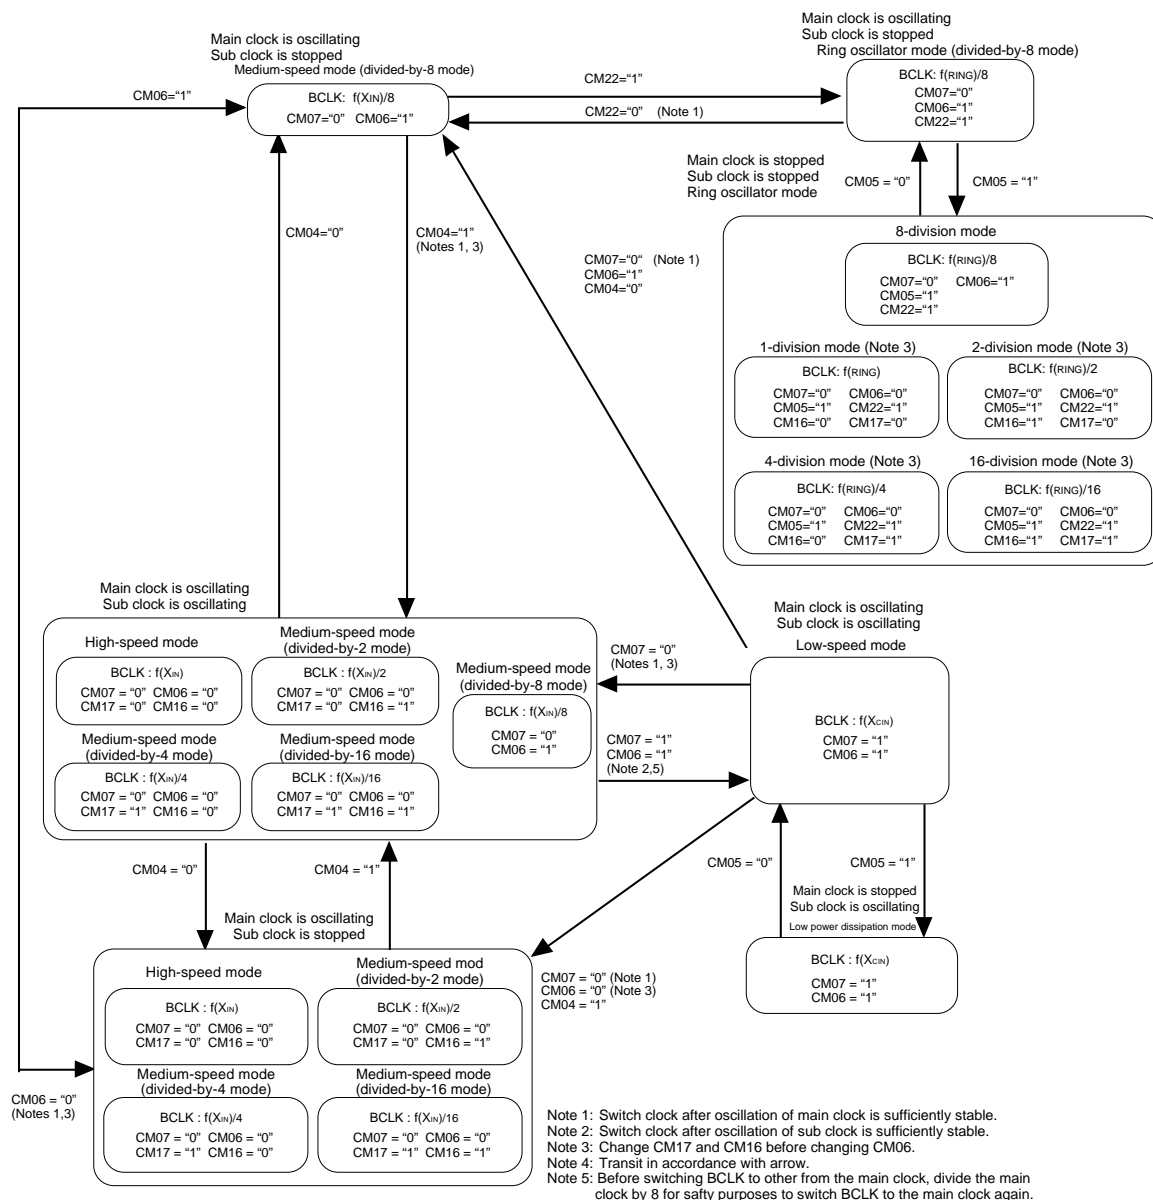 Main clock is oscillating
Sub clock is stopped
Medium-speed mode (divided-by-8 mode)
CM06=“1”
BCLK: f(XIN)/8
CM07=“0” CM06=“1”
CM22=“1”
CM22=“0” (Note 1)
Main clock is oscillating
Sub clock is stopped
Ring oscillator mode (divided-by-8 mode)
BCLK: f(RING)/8
CM07=“0”
CM06=“1”
CM22=“1”
Main clock is stopped
Sub clock is stopped
Ring oscillator mode
CM05 = “0”
CM05 = “1”
8-division mode
BCLK: f(RING)/8
CM07=“0” CM06=“1”
CM05=“1”
CM22=“1”
1-division mode (Note 3)
BCLK: f(RING)
CM07=“0” CM06=“0”
CM05=“1” CM22=“1”
CM16=“0” CM17=“0”
2-division mode (Note 3)
BCLK: f(RING)/2
CM07=“0” CM06=“0”
CM05=“1” CM22=“1”
CM16=“1” CM17=“0”
4-division mode (Note 3)
BCLK: f(RING)/4
CM07=“0” CM06=“0”
CM05=“1” CM22=“1”
CM16=“0” CM17=“1”
16-division mode (Note 3)
BCLK: f(RING)/16
CM07=“0” CM06=“0”
CM05=“1” CM22=“1”
CM16=“1” CM17=“1”
CM04=“0”
CM04=“1”
(Notes 1, 3)
CM07=“0“ (Note 1)
CM06=“1”
CM04=“0”
Main clock is oscillating
Sub clock is oscillating
High-speed mode
BCLK : f(XIN)
CM07 = “0” CM06 = “0”
CM17 = “0” CM16 = “0”
Medium-speed mode
(divided-by-2 mode)
BCLK : f(XIN)/2
CM07 = “0” CM06 = “0”
CM17 = “0” CM16 = “1”
Medium-speed mode
(divided-by-8 mode)
BCLK : f(XIN)/8
CM07 = “0”
CM06 = “1”
Medium-speed mode
(divided-by-4 mode)
BCLK : f(XIN)/4
CM07 = “0” CM06 = “0”
CM17 = “1” CM16 = “0”
Medium-speed mode
(divided-by-16 mode)
BCLK : f(XIN)/16
CM07 = “0” CM06 = “0”
CM17 = “1” CM16 = “1”
CM07 = “0”
(Notes 1, 3)
CM07 = “1”
CM06 = “1”
(Note 2,5)
Main clock is oscillating
Sub clock is oscillating
Low-speed mode
BCLK : f(XCIN)
CM07 = “1”
CM06 = “1”
CM05 = “0”
CM05 = “1”
Main clock is stopped
Sub clock is oscillating
Low power dissipation mode
BCLK : f(XCIN)
CM07 = “1”
CM06 = “1”
CM04 = “0”
CM04 = “1”
Main clock is oscillating
Sub clock is stopped
High-speed mode
BCLK : f(XIN)
CM07 = “0” CM06 = “0”
CM17 = “0” CM16 = “0”
Medium-speed mod
(divided-by-2 mode)
BCLK : f(XIN)/2
CM07 = “0” CM06 = “0”
CM17 = “0” CM16 = “1”
Medium-speed mode
(divided-by-4 mode)
BCLK : f(XIN)/4
CM07 = “0” CM06 = “0”
CM17 = “1” CM16 = “0”
Medium-speed mode
(divided-by-16 mode)
BCLK : f(XIN)/16
CM07 = “0” CM06 = “0”
CM17 = “1” CM16 = “1”
CM07 = “0” (Note 1)
CM06 = “0” (Note 3)
CM04 = “1”
CM06 = “0”
(Notes 1,3)
Note 1: Switch clock after oscillation of main clock is sufficiently stable.
Note 2: Switch clock after oscillation of sub clock is sufficiently stable.
Note 3: Change CM17 and CM16 before changing CM06.
Note 4: Transit in accordance with arrow.
Note 5: Before switching BCLK to other from the main clock, divide the main
clock by 8 for safty purposes to switch BCLK to the main clock again.